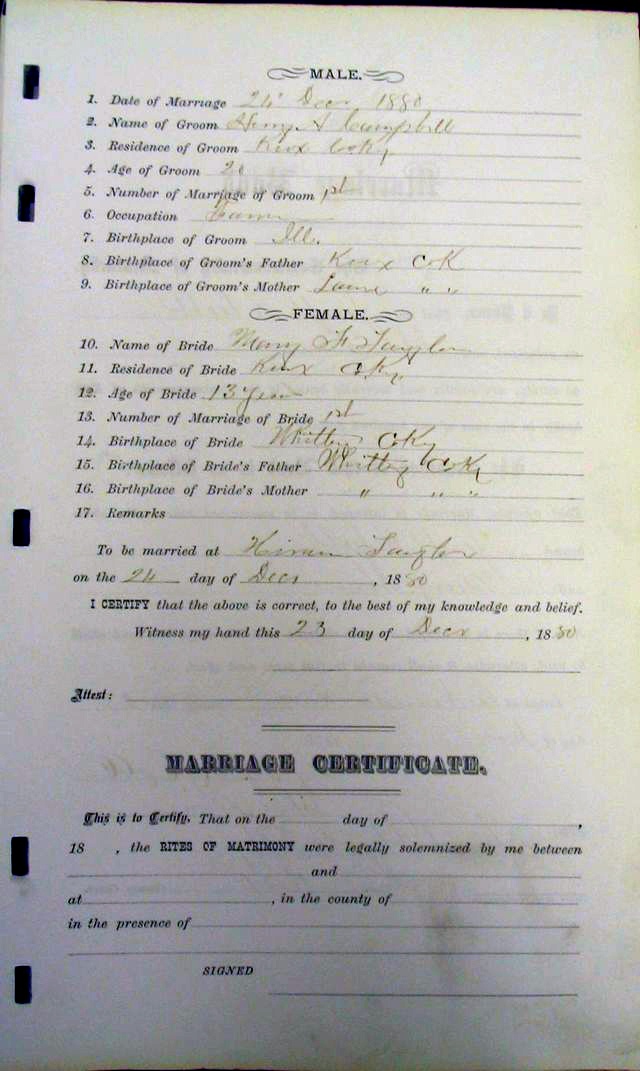 MALE.
1. Date of Marriage 24 Decr 1880
2. Name of Groom Henry A Campbell
3. Residence of Groom Knox Co Ky
4. Age of Groom 20
5. Number of Marriage of Groom 1st
6. Occupation Farmer
7. Birthplace of Groom Ill.
8. Birthplace of Groom's Father Knox Co K
9. Birthplace of Groom's Mother Same " "
FEMALE.
10. Name of Bride Mary F
11. Residence of Bride Knox Co Ky
12. Age of Bride 13 years
13. Number of Marriage of Bride 1st
14. Birthplace of Bride Whitley Co Ky
15. Birthplace of Bride's Father Whitley Co Ky
16. Birthplace of Bride's Mother " " "
17. Remarks
To be married at Hiram
on the 24 day of Decr , 1880
I CERTIFY that the above is correct, to the best of my knowledge and belief.
Witness my hand this 23 day of Decr , 1880
Attest:
MARRIAGE CERTIFICATE.
This is to Certify, That on the day of ,
18 , the RITES OF MATRIMONY were legally solemnized by me between
and
at , in the county of
in the presence of
SIGNED